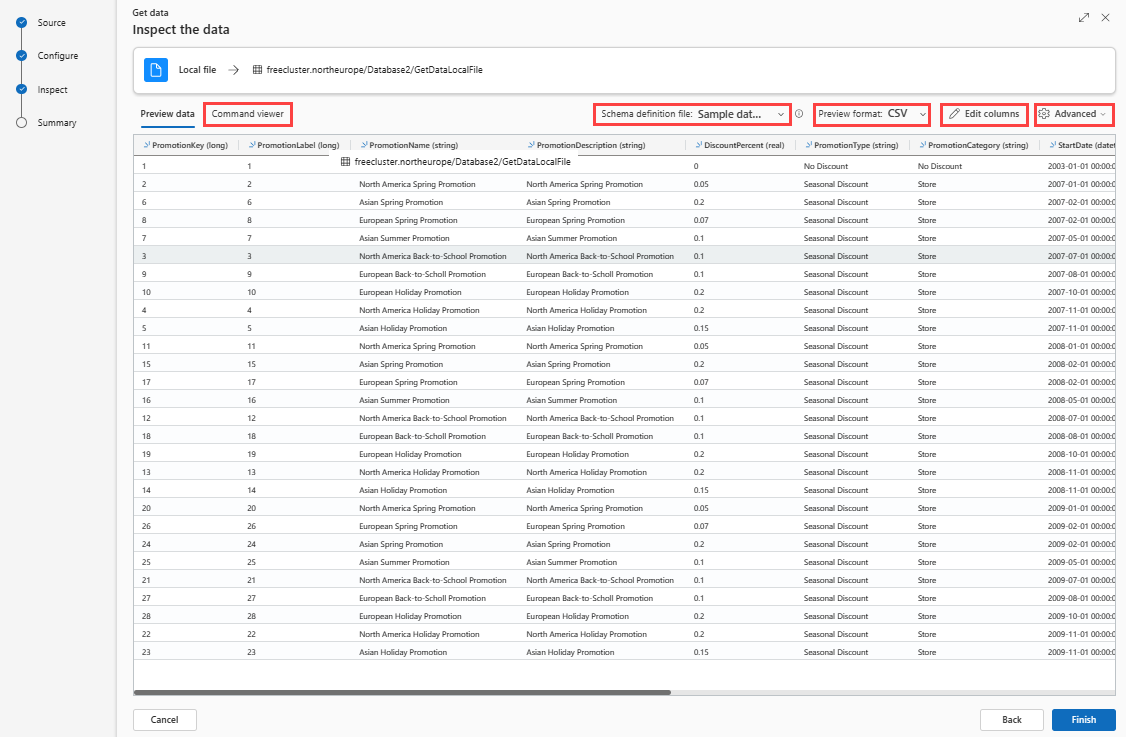 Source
Configure
Inspect
Summary
Get data
Inspect the data
Local file → freecluster.northeurope/Database2/GetDataLocalFile
Preview data Command viewer Schema definition file: Sample dat... Preview format: CSV Edit columns Advanced
PromotionKey (long) PromotionLabel (long) PromotionName (string) PromotionDescription (string) DiscountPercent (real) PromotionType (string) PromotionCategory (string) StartDate (datet
freecluster.northeurope/Database2/GetDataLocalFile
1 1 0 No Discount No Discount 2003-01-01 00:00:0
2 2 North America Spring Promotion North America Spring Promotion 0.05 Seasonal Discount Store 2007-01-01 00:00:0
6 6 Asian Spring Promotion Asian Spring Promotion 0.2 Seasonal Discount Store 2007-02-01 00:00:0
8 8 European Spring Promotion European Spring Promotion 0.07 Seasonal Discount Store 2007-02-01 00:00:0
7 7 Asian Summer Promotion Asian Summer Promotion 0.1 Seasonal Discount Store 2007-05-01 00:00:0
3 3 North America Back-to-School Promotion North America Back-to-School Promotion 0.1 Seasonal Discount Store 2007-07-01 00:00:0
9 9 European Back-to-Scholl Promotion European Back-to-Scholl Promotion 0.1 Seasonal Discount Store 2007-08-01 00:00:0
10 10 European Holiday Promotion European Holiday Promotion 0.2 Seasonal Discount Store 2007-10-01 00:00:0
4 4 North America Holiday Promotion North America Holiday Promotion 0.2 Seasonal Discount Store 2007-11-01 00:00:0
5 5 Asian Holiday Promotion Asian Holiday Promotion 0.15 Seasonal Discount Store 2007-11-01 00:00:0
11 11 North America Spring Promotion North America Spring Promotion 0.05 Seasonal Discount Store 2008-01-01 00:00:0
15 15 Asian Spring Promotion Asian Spring Promotion 0.2 Seasonal Discount Store 2008-02-01 00:00:0
17 17 European Spring Promotion European Spring Promotion 0.07 Seasonal Discount Store 2008-02-01 00:00:0
16 16 Asian Summer Promotion Asian Summer Promotion 0.1 Seasonal Discount Store 2008-05-01 00:00:0
12 12 North America Back-to-School Promotion North America Back-to-School Promotion 0.1 Seasonal Discount Store 2008-07-01 00:00:0
18 18 European Back-to-Scholl Promotion European Back-to-Scholl Promotion 0.1 Seasonal Discount Store 2008-08-01 00:00:0
19 19 European Holiday Promotion European Holiday Promotion 0.2 Seasonal Discount Store 2008-10-01 00:00:0
13 13 North America Holiday Promotion North America Holiday Promotion 0.2 Seasonal Discount Store 2008-11-01 00:00:0
14 14 Asian Holiday Promotion Asian Holiday Promotion 0.15 Seasonal Discount Store 2008-11-01 00:00:0
20 20 North America Spring Promotion North America Spring Promotion 0.05 Seasonal Discount Store 2009-01-01 00:00:0
26 26 European Spring Promotion European Spring Promotion 0.07 Seasonal Discount Store 2009-02-01 00:00:0
24 24 Asian Spring Promotion Asian Spring Promotion 0.2 Seasonal Discount Store 2009-02-01 00:00:0
25 25 Asian Summer Promotion Asian Summer Promotion 0.1 Seasonal Discount Store 2009-05-01 00:00:0
21 21 North America Back-to-School Promotion North America Back-to-School Promotion 0.1 Seasonal Discount Store 2009-07-01 00:00:0
27 27 European Back-to-Scholl Promotion European Back-to-Scholl Promotion 0.1 Seasonal Discount Store 2009-08-01 00:00:0
28 28 European Holiday Promotion European Holiday Promotion 0.2 Seasonal Discount Store 2009-10-01 00:00:0
22 22 North America Holiday Promotion North America Holiday Promotion 0.2 Seasonal Discount Store 2009-11-01 00:00:0
23 23 Asian Holiday Promotion Asian Holiday Promotion 0.15 Seasonal Discount Store 2009-11-01 00:00:0
Cancel Back Finish